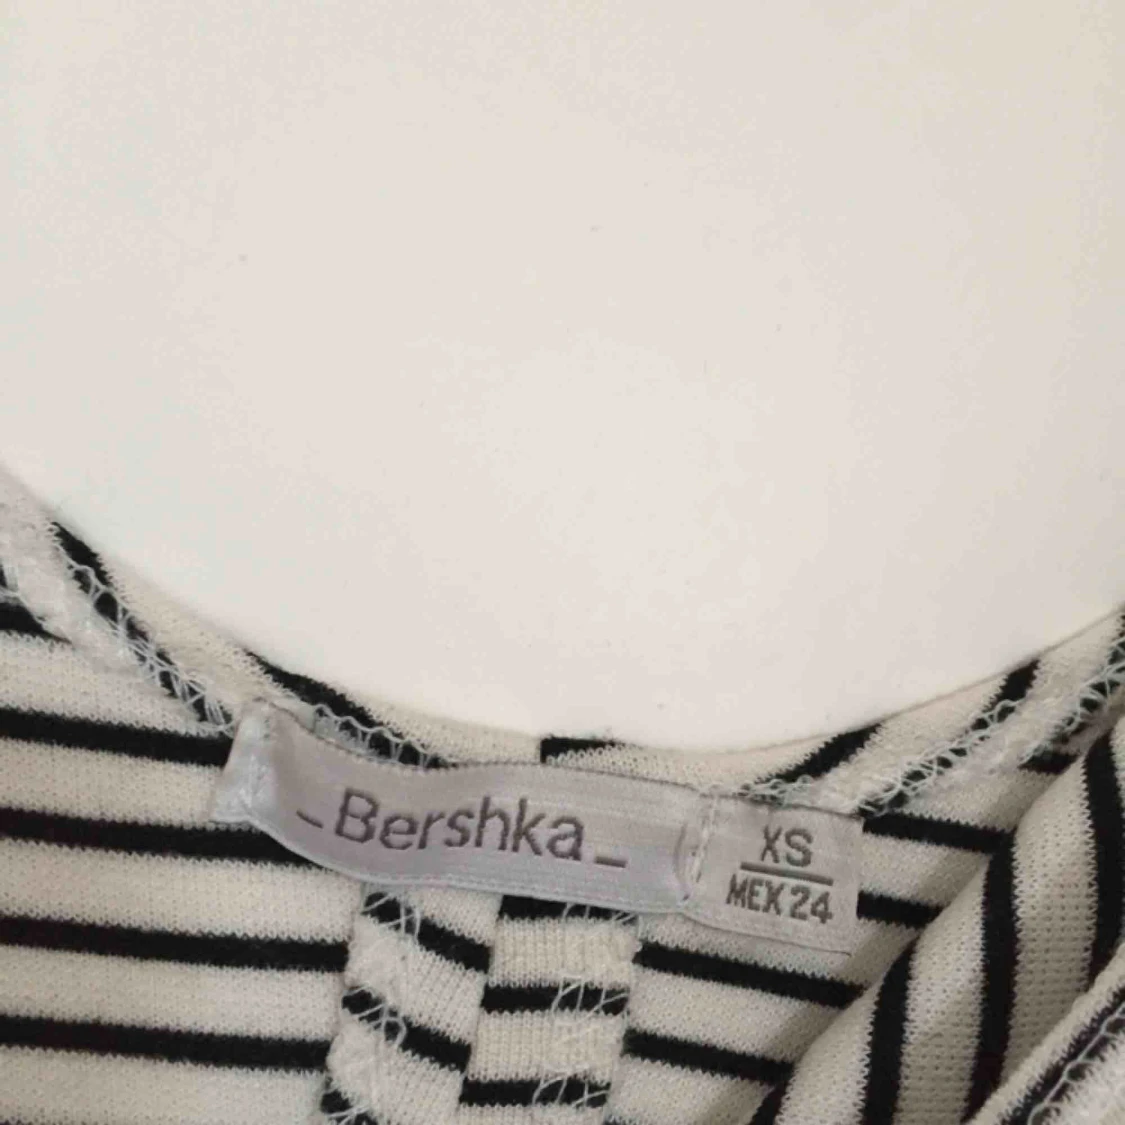 _Bershka_
XS
MEX 24